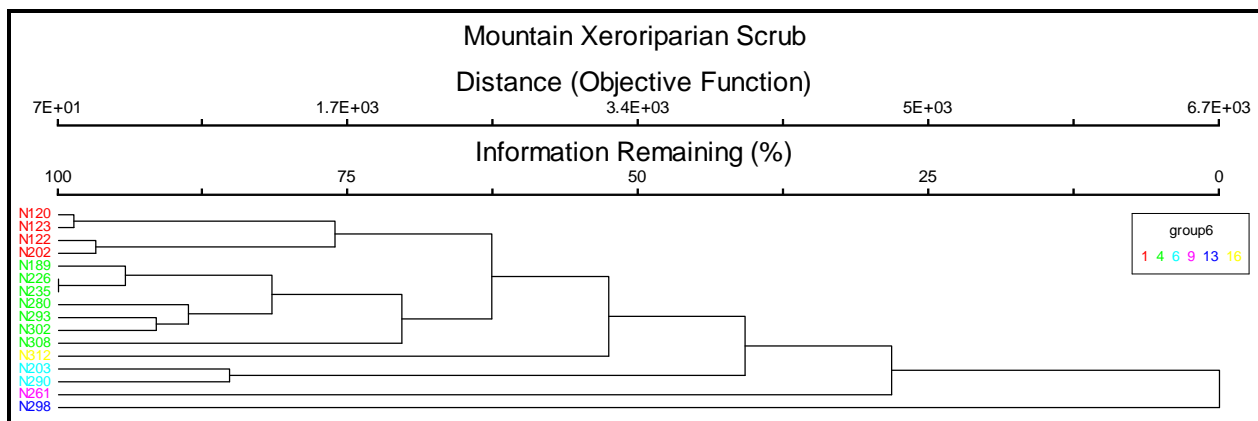 Mountain Xeroriparian Scrub
Distance (Objective Function)
7E+01 1.7E+03 3.4E+03 5E+03 6.7E+03
Information Remaining (%)
100 75 50 25 0
N120
N123
N122
N202
N189
N226
N235
N280
N293
N302
N308
N312
N203
N290
N261
N298
group6
1 4 6 9 13 16